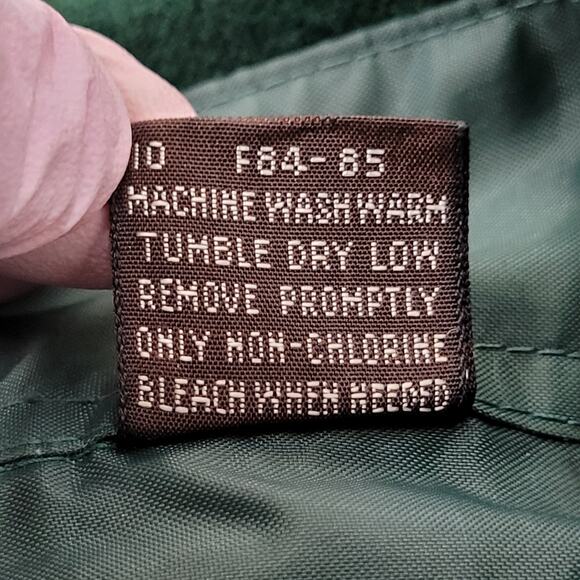 10 F84-85
MACHINE WASH WARM
TUMBLE DRY LOW
REMOVE PROMPTLY
ONLY NON-CHLORINE
BLEACH WHEN NEEDED